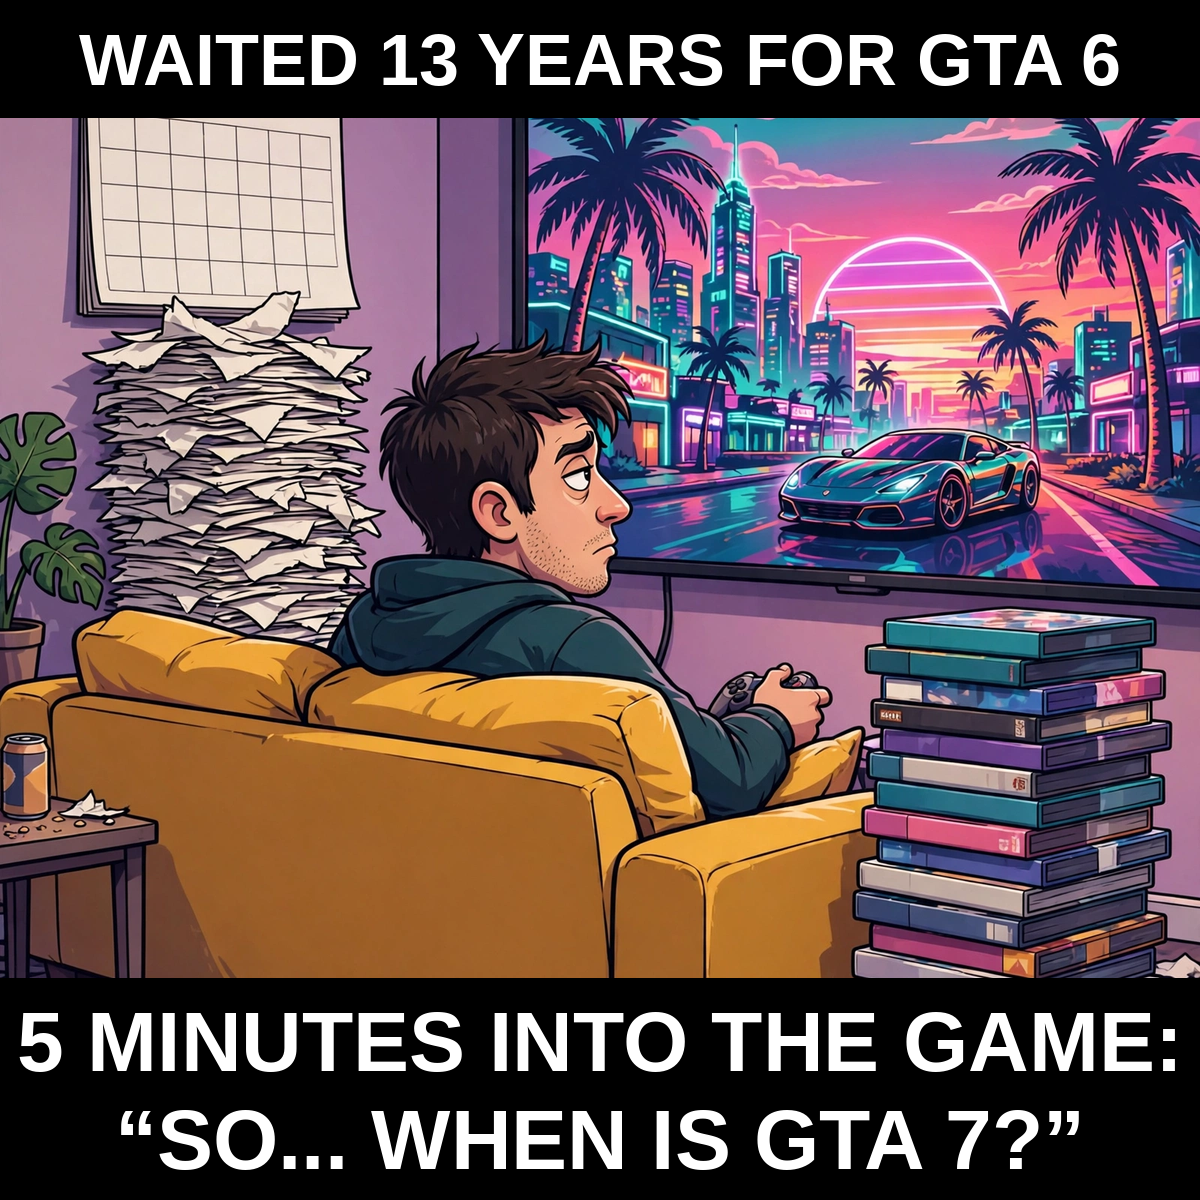 WAITED 13 YEARS FOR GTA 6
5 MINUTES INTO THE GAME:
“SO... WHEN IS GTA 7?”